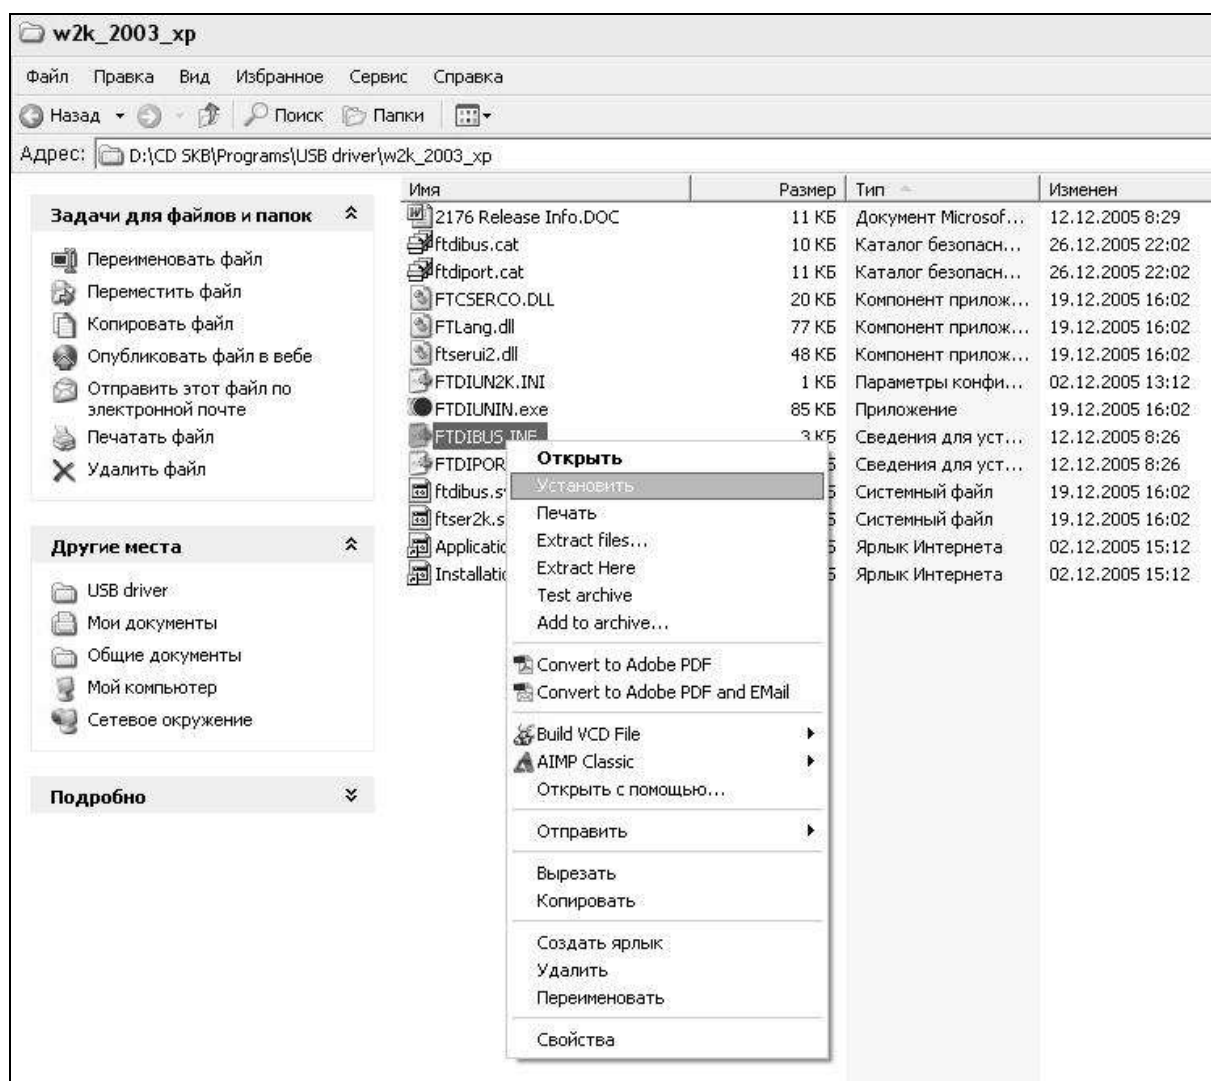 w2k_2003_xp
Файл Правка Вид Избранное Сервис Справка
Назад Поиск Папки
Адрес: D:\CD SKB\Programs\USB driver\w2k_2003_xp
Задачи для файлов и папок
Переименовать файл
Переместить файл
Копировать файл
Опубликовать файл в вебе
Отправить этот файл по
электронной почте
Печатать файл
Удалить файл
Другие места
USB driver
Мои документы
Общие документы
Мой компьютер
Сетевое окружение
Подробно
Имя Размер Тип Изменен
2176 Release Info.DOC 11 КБ Документ Microsof... 12.12.2005 8:29
ftdibus.cat 10 КБ Каталог безопасн... 26.12.2005 22:02
ftdiport.cat 11 КБ Каталог безопасн... 26.12.2005 22:02
FTCSERCO.DLL 20 КБ Компонент прилож... 19.12.2005 16:02
FTLang.dll 77 КБ Компонент прилож... 19.12.2005 16:02
ftserui2.dll 48 КБ Компонент прилож... 19.12.2005 16:02
FTDIUN2K.INI 1 КБ Параметры конфи... 02.12.2005 13:12
FTDIUNIN.exe 85 КБ Приложение 19.12.2005 16:02
FTDIBUS.INF 3 КБ Сведения для уст... 12.12.2005 8:26
FTDIPOR Сведения для уст... 12.12.2005 8:26
ftdibus.s Системный файл 19.12.2005 16:02
ftser2k.s Системный файл 19.12.2005 16:02
Applicatio Ярлык Интернета 02.12.2005 15:12
Installatio Ярлык Интернета 02.12.2005 15:12
Открыть
Установить
Печать
Extract files...
Extract Here
Test archive
Add to archive...
Convert to Adobe PDF
Convert to Adobe PDF and EMail
Build VCD File
AIMP Classic
Открыть с помощью...
Отправить
Вырезать
Копировать
Создать ярлык
Удалить
Переименовать
Свойства